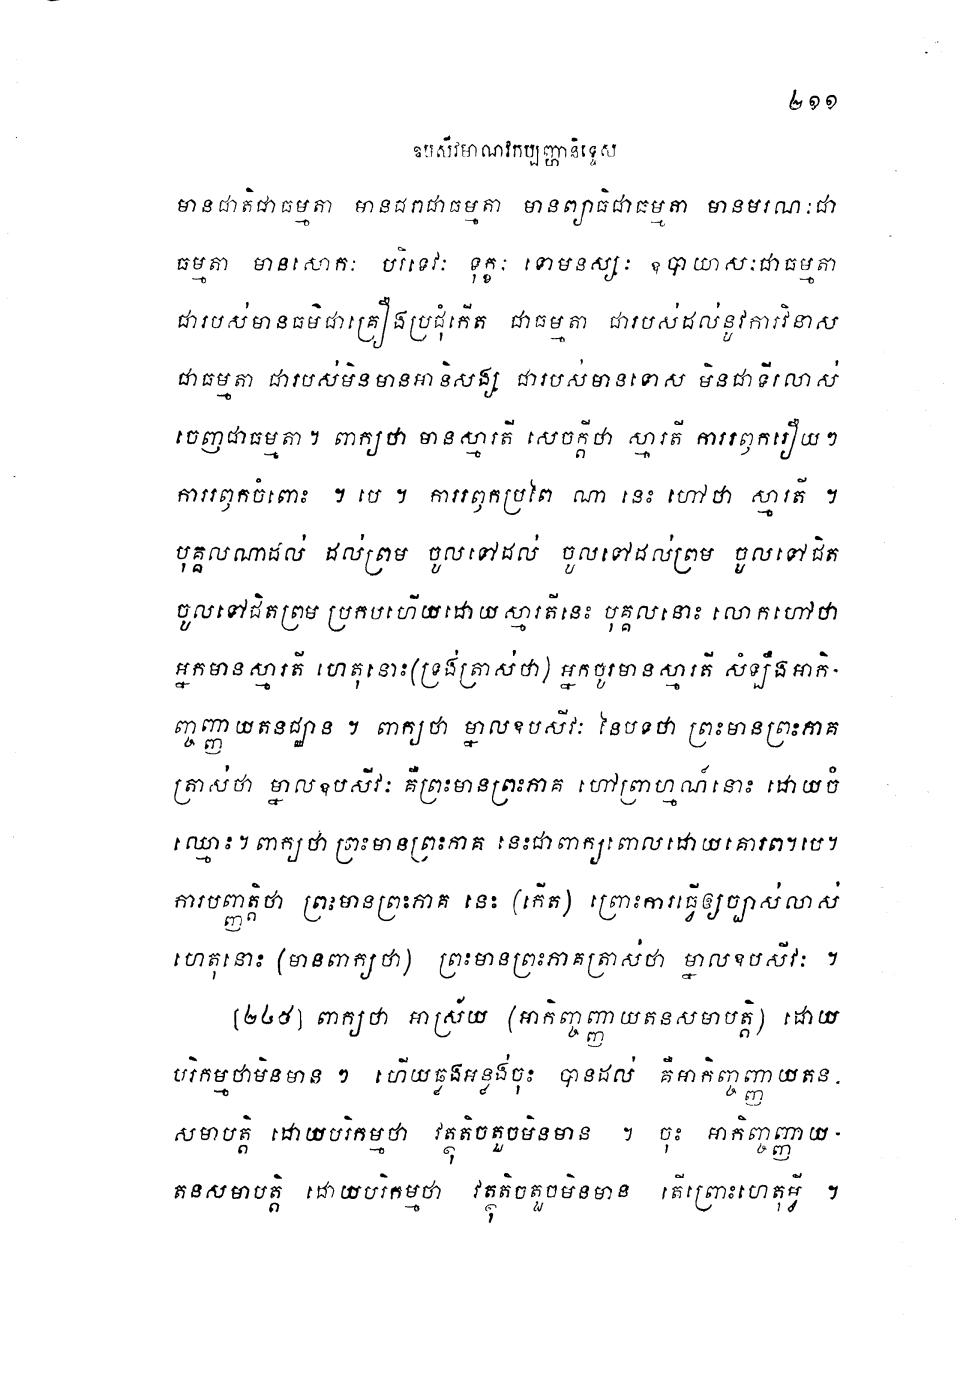 ២១១
ឧបសីវមាណវកប្បញ្ហានិទ្ទេស
មានជាតិជាធម្មតា មានជរាជាធម្មតា មានព្យាធិជាធម្មតា មានមរណៈជា
ធម្មតា មានសោកៈ បរិទេវៈ ទុក្ខៈ ទោមនស្សៈ ឧបាយាសៈជាធម្មតា
ជារបស់មានធម៌ជាគ្រឿងប្រជុំកើត ជាធម្មតា ជារបស់ដល់នូវការវិនាស
ជាធម្មតា ជារបស់មិនមានអានិសង្ស ជារបស់មានទោស មិនជាទីរលាស់
ចេញជាធម្មតា។ ពាក្យថា មានស្មារតី សេចក្តីថា ស្មារតី ការរឭករឿយៗ
ការរឭកចំពោះ ។ បេ ។ ការរឭកប្រពៃ ណា នេះ ហៅថា ស្មារតី ។
បុគ្គលណាដល់ ដល់ព្រម ចូលទៅដល់ ចូលទៅដល់ព្រម ចូលទៅជិត
ចូលទៅជិតព្រម ប្រកបហើយដោយស្មារតីនេះ បុគ្គលនោះ លោកហៅថា
អ្នកមានស្មារតី ហេតុនោះ(ទ្រង់ត្រាស់ថា) អ្នកចូរមានស្មារតី សំឡឹងអាកិ-
ញ្ចញ្ញាយតនជ្ឈាន ។ ពាក្យថា ម្នាលឧបសីវៈ នៃបទថា ព្រះមានព្រះភាគ
ត្រាស់ថា ម្នាលឧបសីវៈ គឺព្រះមានព្រះភាគ ហៅព្រាហ្មណ៍នោះ ដោយចំ
ឈ្មោះ។ ពាក្យថា ព្រះមានព្រះភាគ នេះជាពាក្យពោលដោយគោរព។បេ។
ការបញ្ញត្តិថា ព្រះមានព្រះភាគ នេះ (កើត) ព្រោះការធ្វើឲ្យច្បាស់លាស់
ហេតុនោះ (មានពាក្យថា) ព្រះមានព្រះភាគត្រាស់ថា ម្នាលឧបសីវៈ ។
[២៤៩] ពាក្យថា អាស្រ័យ (អាកិញ្ចញ្ញាយតនសមាបត្តិ) ដោយ
បរិកម្មថាមិនមាន ៗ ហើយឆ្លងអន្លង់ចុះ បានដល់ គឺអាកិញ្ចញ្ញាយតន-
សមាបត្តិ ដោយបរិកម្មថា វត្ថុតិចតួចមិនមាន ។ ចុះ អាកិញ្ចញ្ញាយ-
តនសមាបត្តិ ដោយបរិកម្មថា វត្ថុតិចតួចមិនមាន តើព្រោះហេតុអ្វី ។